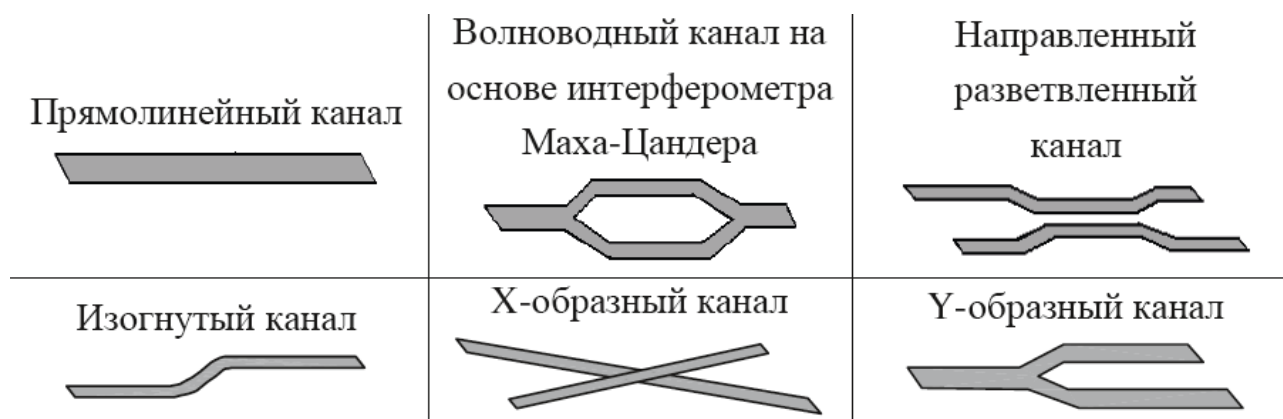 Прямолинейный канал
Волноводный канал на
основе интерферометра
Маха-Цандера
Направленный
разветвленный
канал
Изогнутый канал
X-образный канал
Y-образный канал